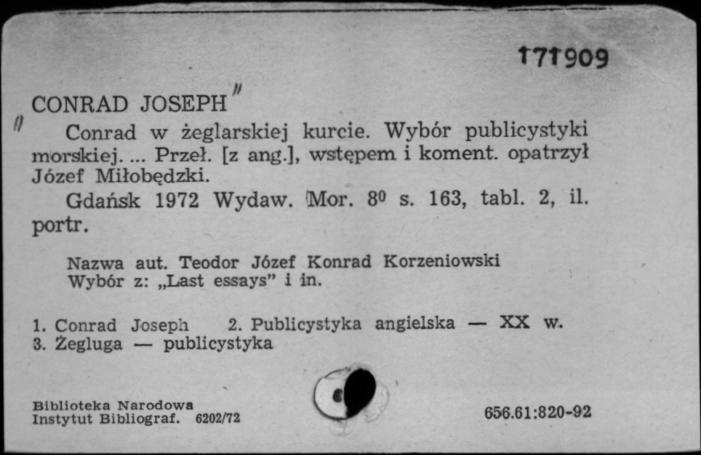 171909
CONRAD JOSEPH"
" Conrad w żeglarskiej kurcie. Wybór publicystyki
morskiej. ... Przeł. [z ang.], wstępem i koment. opatrzył
Józef Miłobędzki.
Gdańsk 1972 Wydaw. Mor. 8⁰ s. 163, tabl. 2, il.
portr.
Nazwa aut. Teodor Józef Konrad Korzeniowski
Wybór z: „Last essays” i in.
1. Conrad Joseph 2. Publicystyka angielska — XX w.
3. Żegluga — publicystyka
Biblioteka Narodowa
Instytut Bibliograf. 6202/72
656.61:820-92